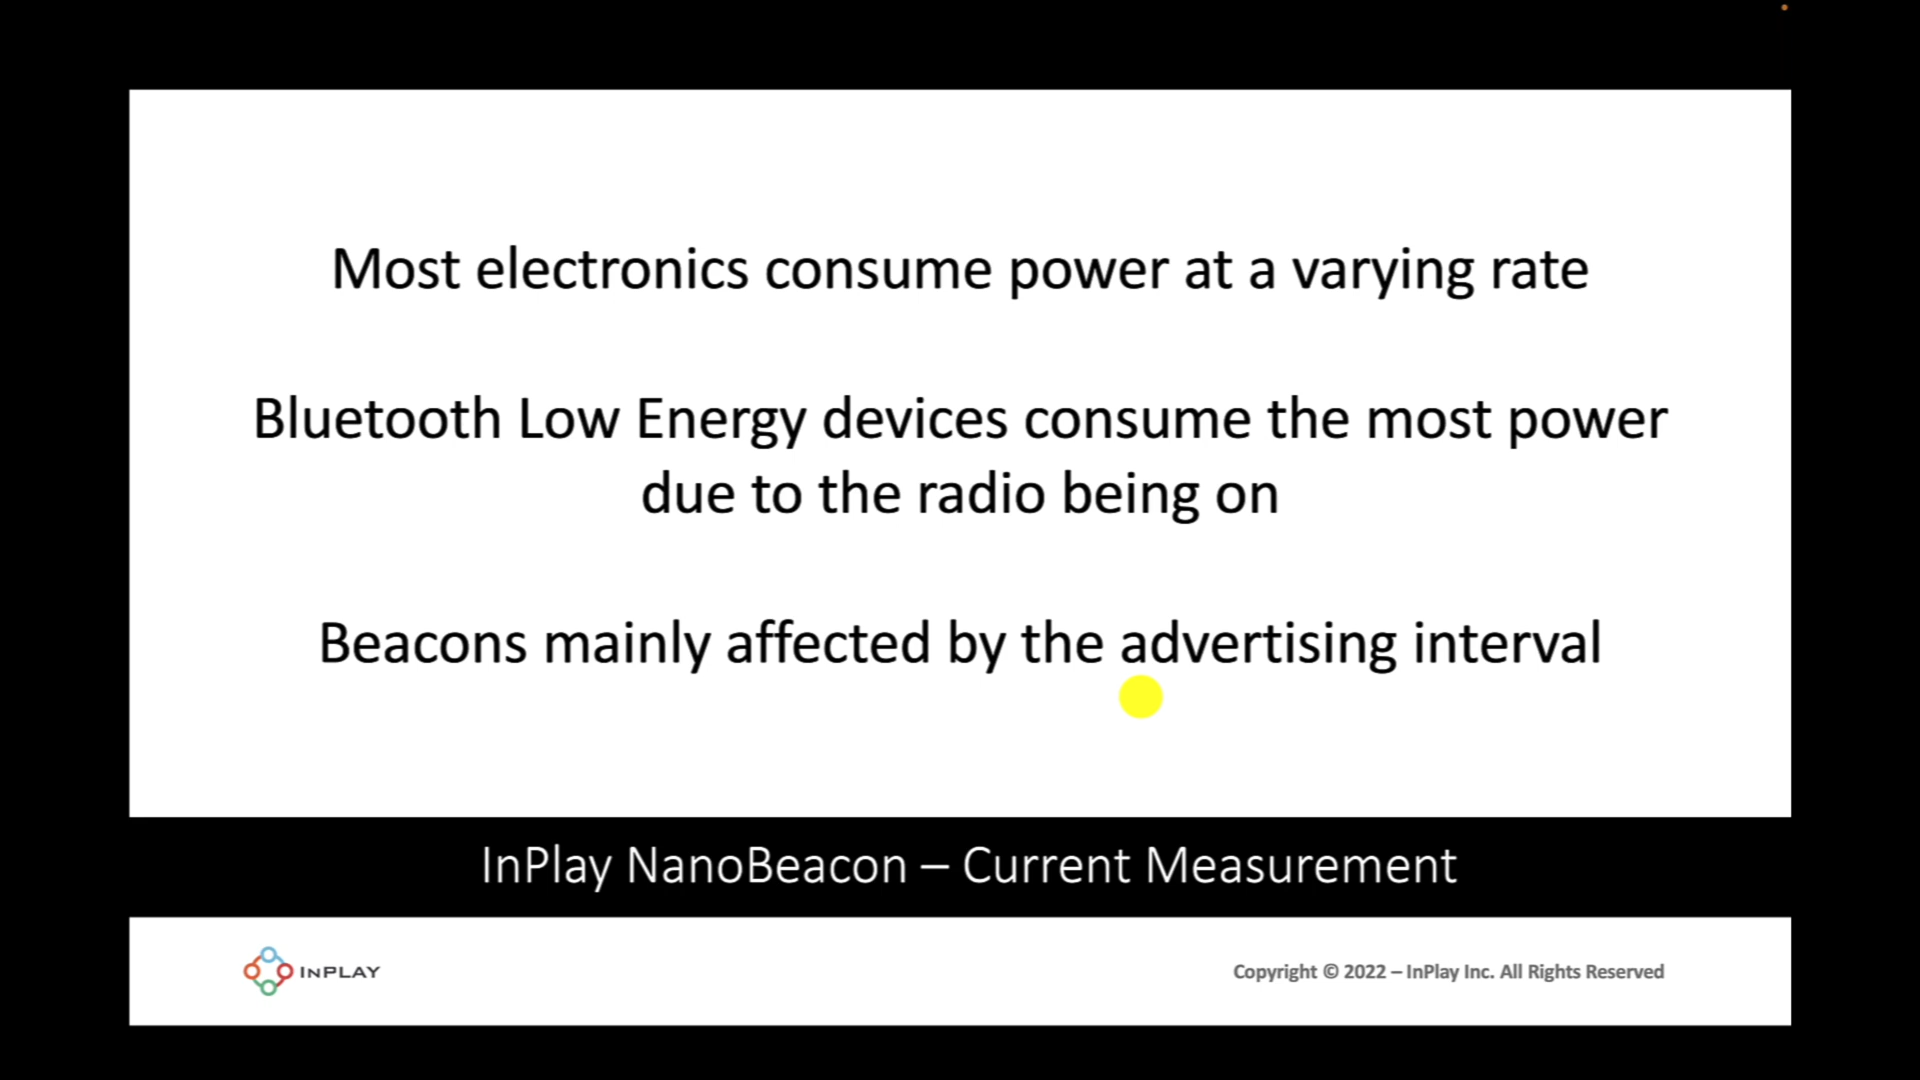 Most electronics consume power at a varying rate
Bluetooth Low Energy devices consume the most power
due to the radio being on
Beacons mainly affected by the advertising interval
InPlay NanoBeacon – Current Measurement
INPLAY
Copyright © 2022 – InPlay Inc. All Rights Reserved